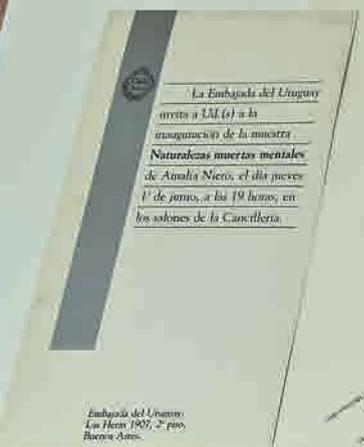 La Embajada del Uruguay
invita a Ud.(s) a la
inauguración de la muestra
Naturalezas muertas mentales
de Amalia Nieto, el día jueves
1º de junio, a las 19 horas, en
los salones de la Cancillería.
Embajada del Uruguay.
Las Heras 1907, 2º piso,
Buenos Aires.